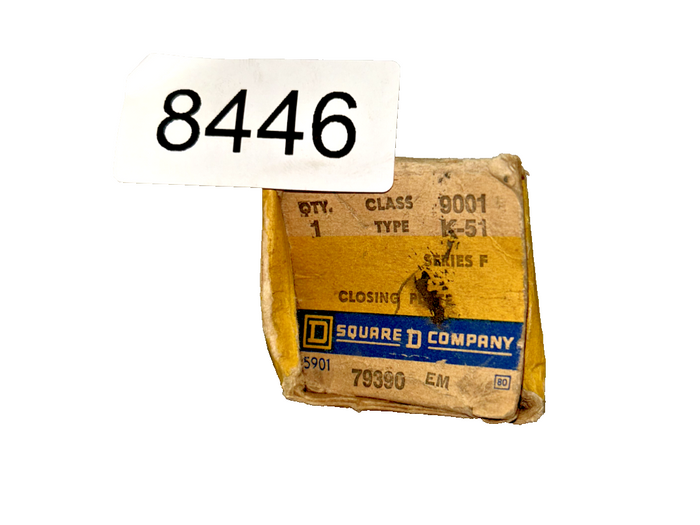 8446
QTY. CLASS 9001
1 TYPE K-51
SERIES F
CLOSING
D SQUARE D COMPANY
5901
79390 EM 80